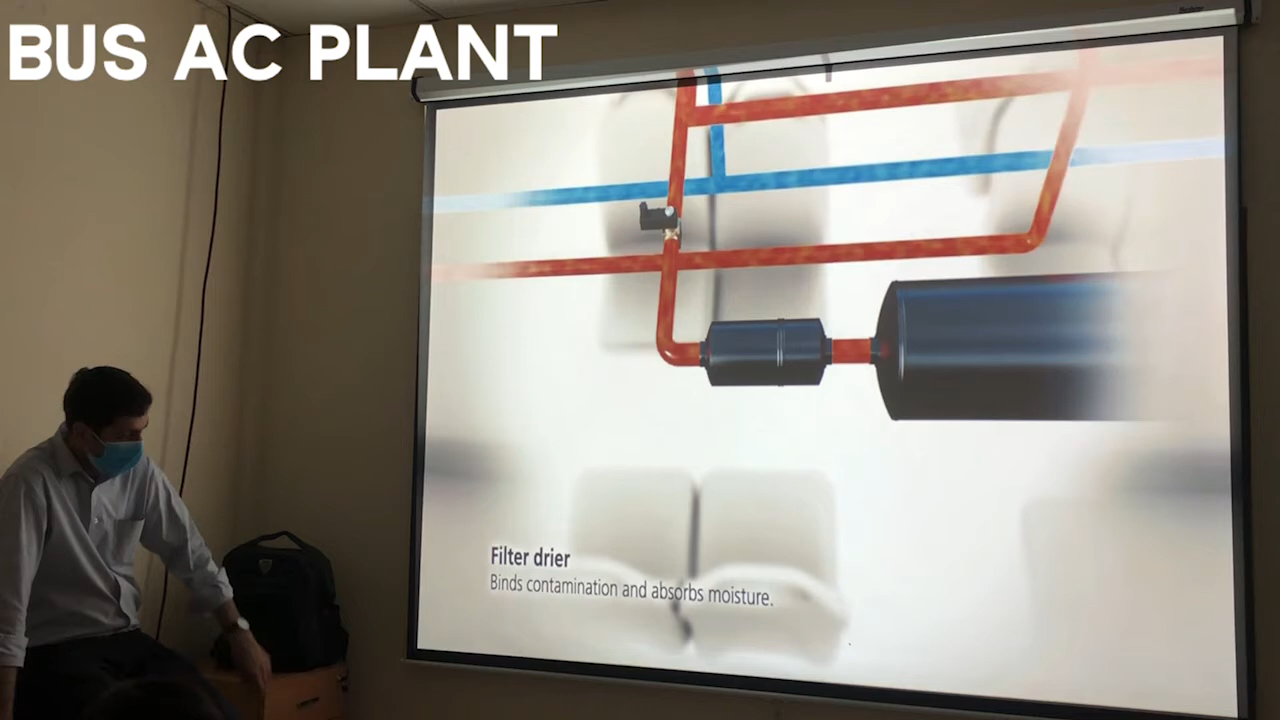 BUS AC PLANT
Filter drier
Binds contamination and absorbs moisture.